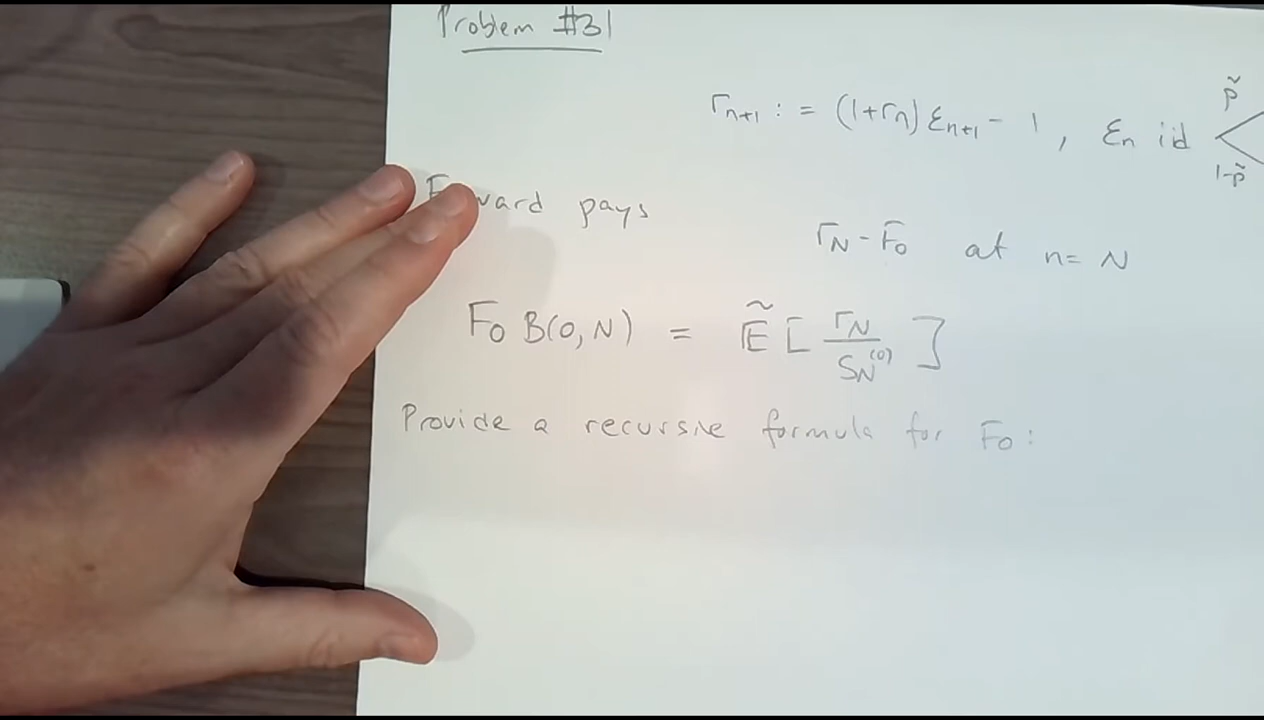 Problem #31
r_{n+1} := (1+r_n) ε_{n+1} - 1, ε_n iid
p̃
1-p̃
pays
r_N - F_0 at n= N
F_0 B(0,N) = Ẽ [ r_N / S_N^{(0)} ]
Provide a recursive formula for F_0: